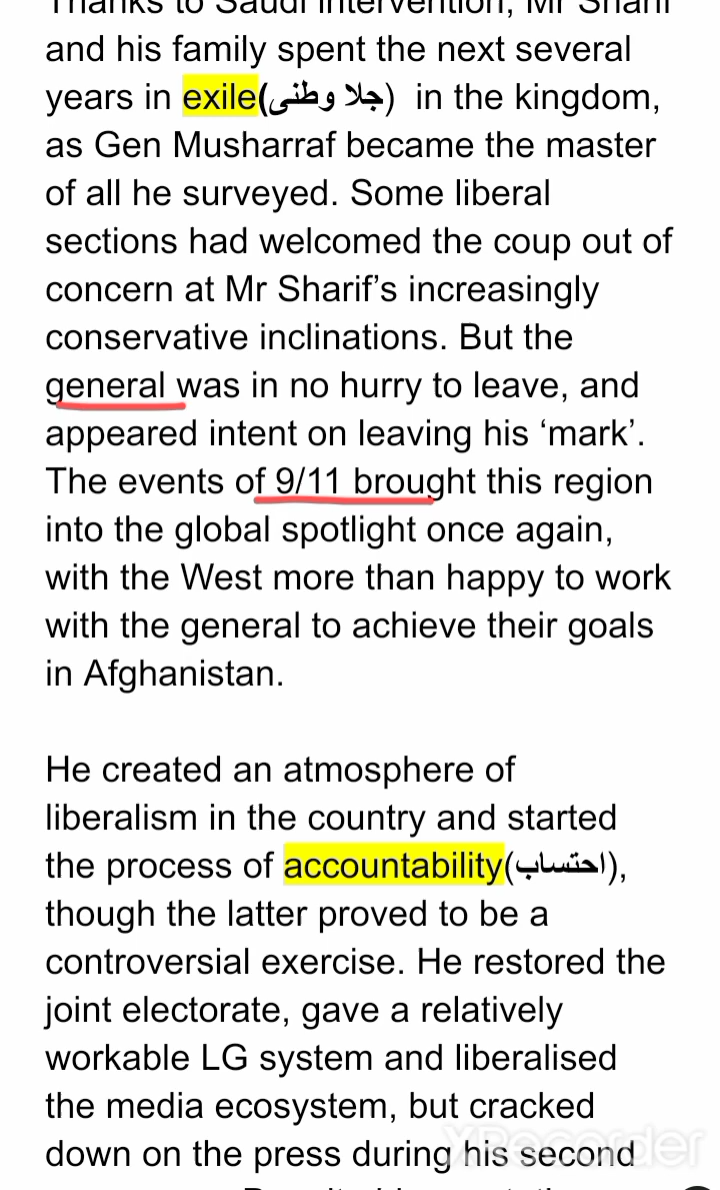 Thanks to Saudi intervention, Mr Sharif
and his family spent the next several
years in exile(جلا وطنی) in the kingdom,
as Gen Musharraf became the master
of all he surveyed. Some liberal
sections had welcomed the coup out of
concern at Mr Sharif’s increasingly
conservative inclinations. But the
general was in no hurry to leave, and
appeared intent on leaving his ‘mark’.
The events of 9/11 brought this region
into the global spotlight once again,
with the West more than happy to work
with the general to achieve their goals
in Afghanistan.
He created an atmosphere of
liberalism in the country and started
the process of accountability(احتساب),
though the latter proved to be a
controversial exercise. He restored the
joint electorate, gave a relatively
workable LG system and liberalised
the media ecosystem, but cracked
down on the press during his second
XRecorder